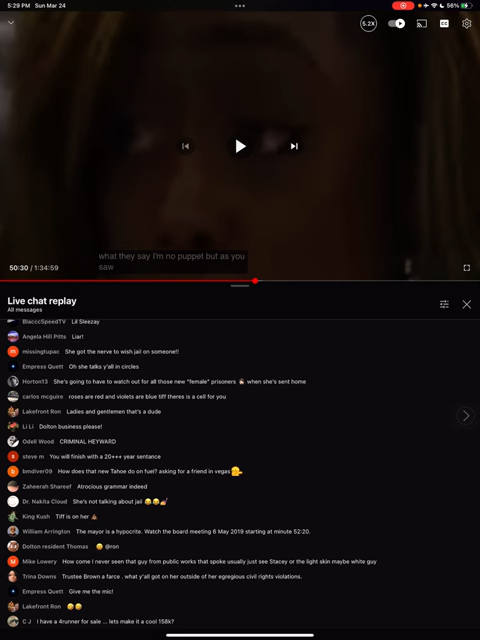 5:29 PM Sun Mar 24
56%
5.2X
CC
what they say I'm no puppet but as you
saw
50:30 / 1:34:59
Live chat replay
All messages
BlacccSpeedTV Lil Sleezay
Angela Hill Pitts Liar!
missingtupac She got the nerve to wish jail on someone!!
Empress Quett Oh she talks y'all in circles
Horton13 She's going to have to watch out for all those new "female" prisoners when she's sent home
carlos mcguire roses are red and violets are blue tiff theres is a cell for you
Lakefront Ron Ladies and gentlemen that's a dude
Li Li Dolton business please!
Odell Wood CRIMINAL HEYWARD
steve m You will finish with a 20+++ year sentance
bmdiver09 How does that new Tahoe do on fuel? asking for a friend in vegas
Zaheerah Shareef Atrocious grammar indeed
Dr. Nakita Cloud She's not talking about jail 😂😂
King Kush Tiff is on her 💩
William Arrington The mayor is a hypocrite. Watch the board meeting 6 May 2019 starting at minute 52:20.
Dolton resident Thomas 😄 @ron
Mike Lowery How come I never seen that guy from public works that spoke usually just see Stacey or the light skin maybe white guy
Trina Downs Trustee Brown a farce . what y'all got on her outside of her egregious civil rights violations.
Empress Quett Give me the mic!
Lakefront Ron 🤣🤣
C J I have a 4runner for sale ... lets make it a cool 158k?